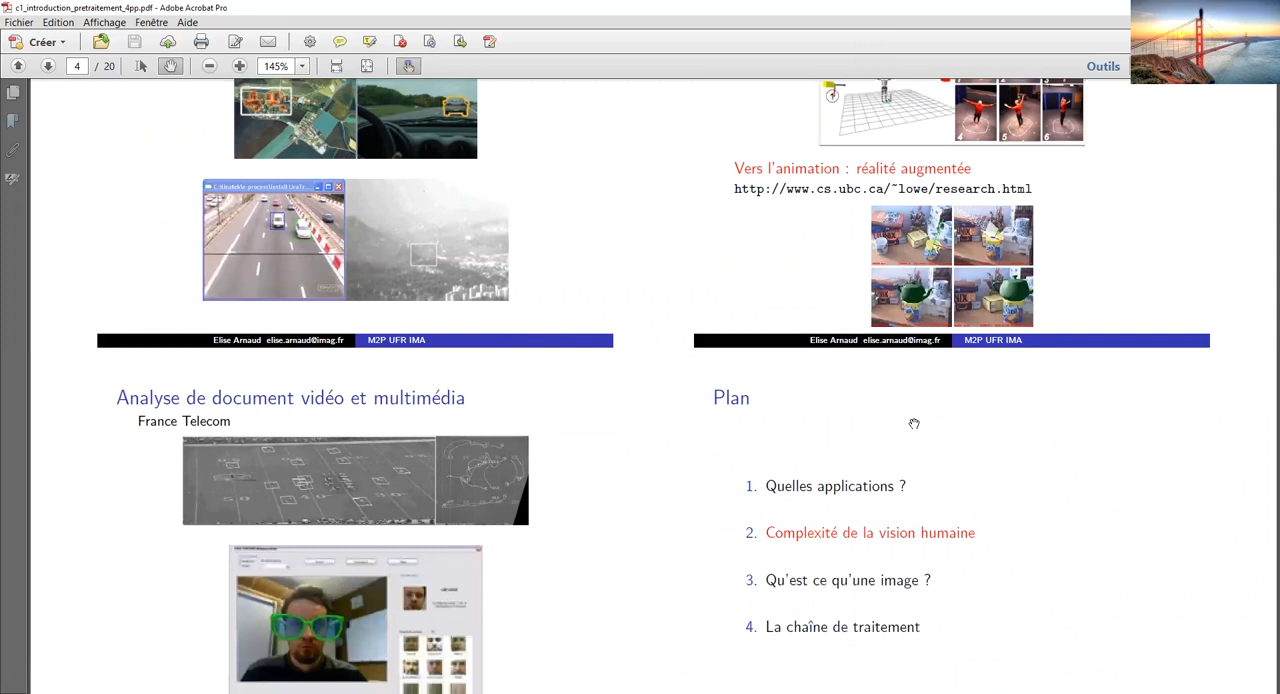 c1_introduction_pretraitement_4pp.pdf - Adobe Acrobat Pro
Fichier Edition Affichage Fenêtre Aide
Créer
4 / 20
145%
Outils
4 5 6
Vers l'animation : réalité augmentée
http://www.cs.ubc.ca/~lowe/research.html
Elise Arnaud elise.arnaud@imag.fr M2P UFR IMA
Elise Arnaud elise.arnaud@imag.fr M2P UFR IMA
Analyse de document vidéo et multimédia
France Telecom
Plan
1. Quelles applications ?
2. Complexité de la vision humaine
3. Qu'est ce qu'une image ?
4. La chaîne de traitement